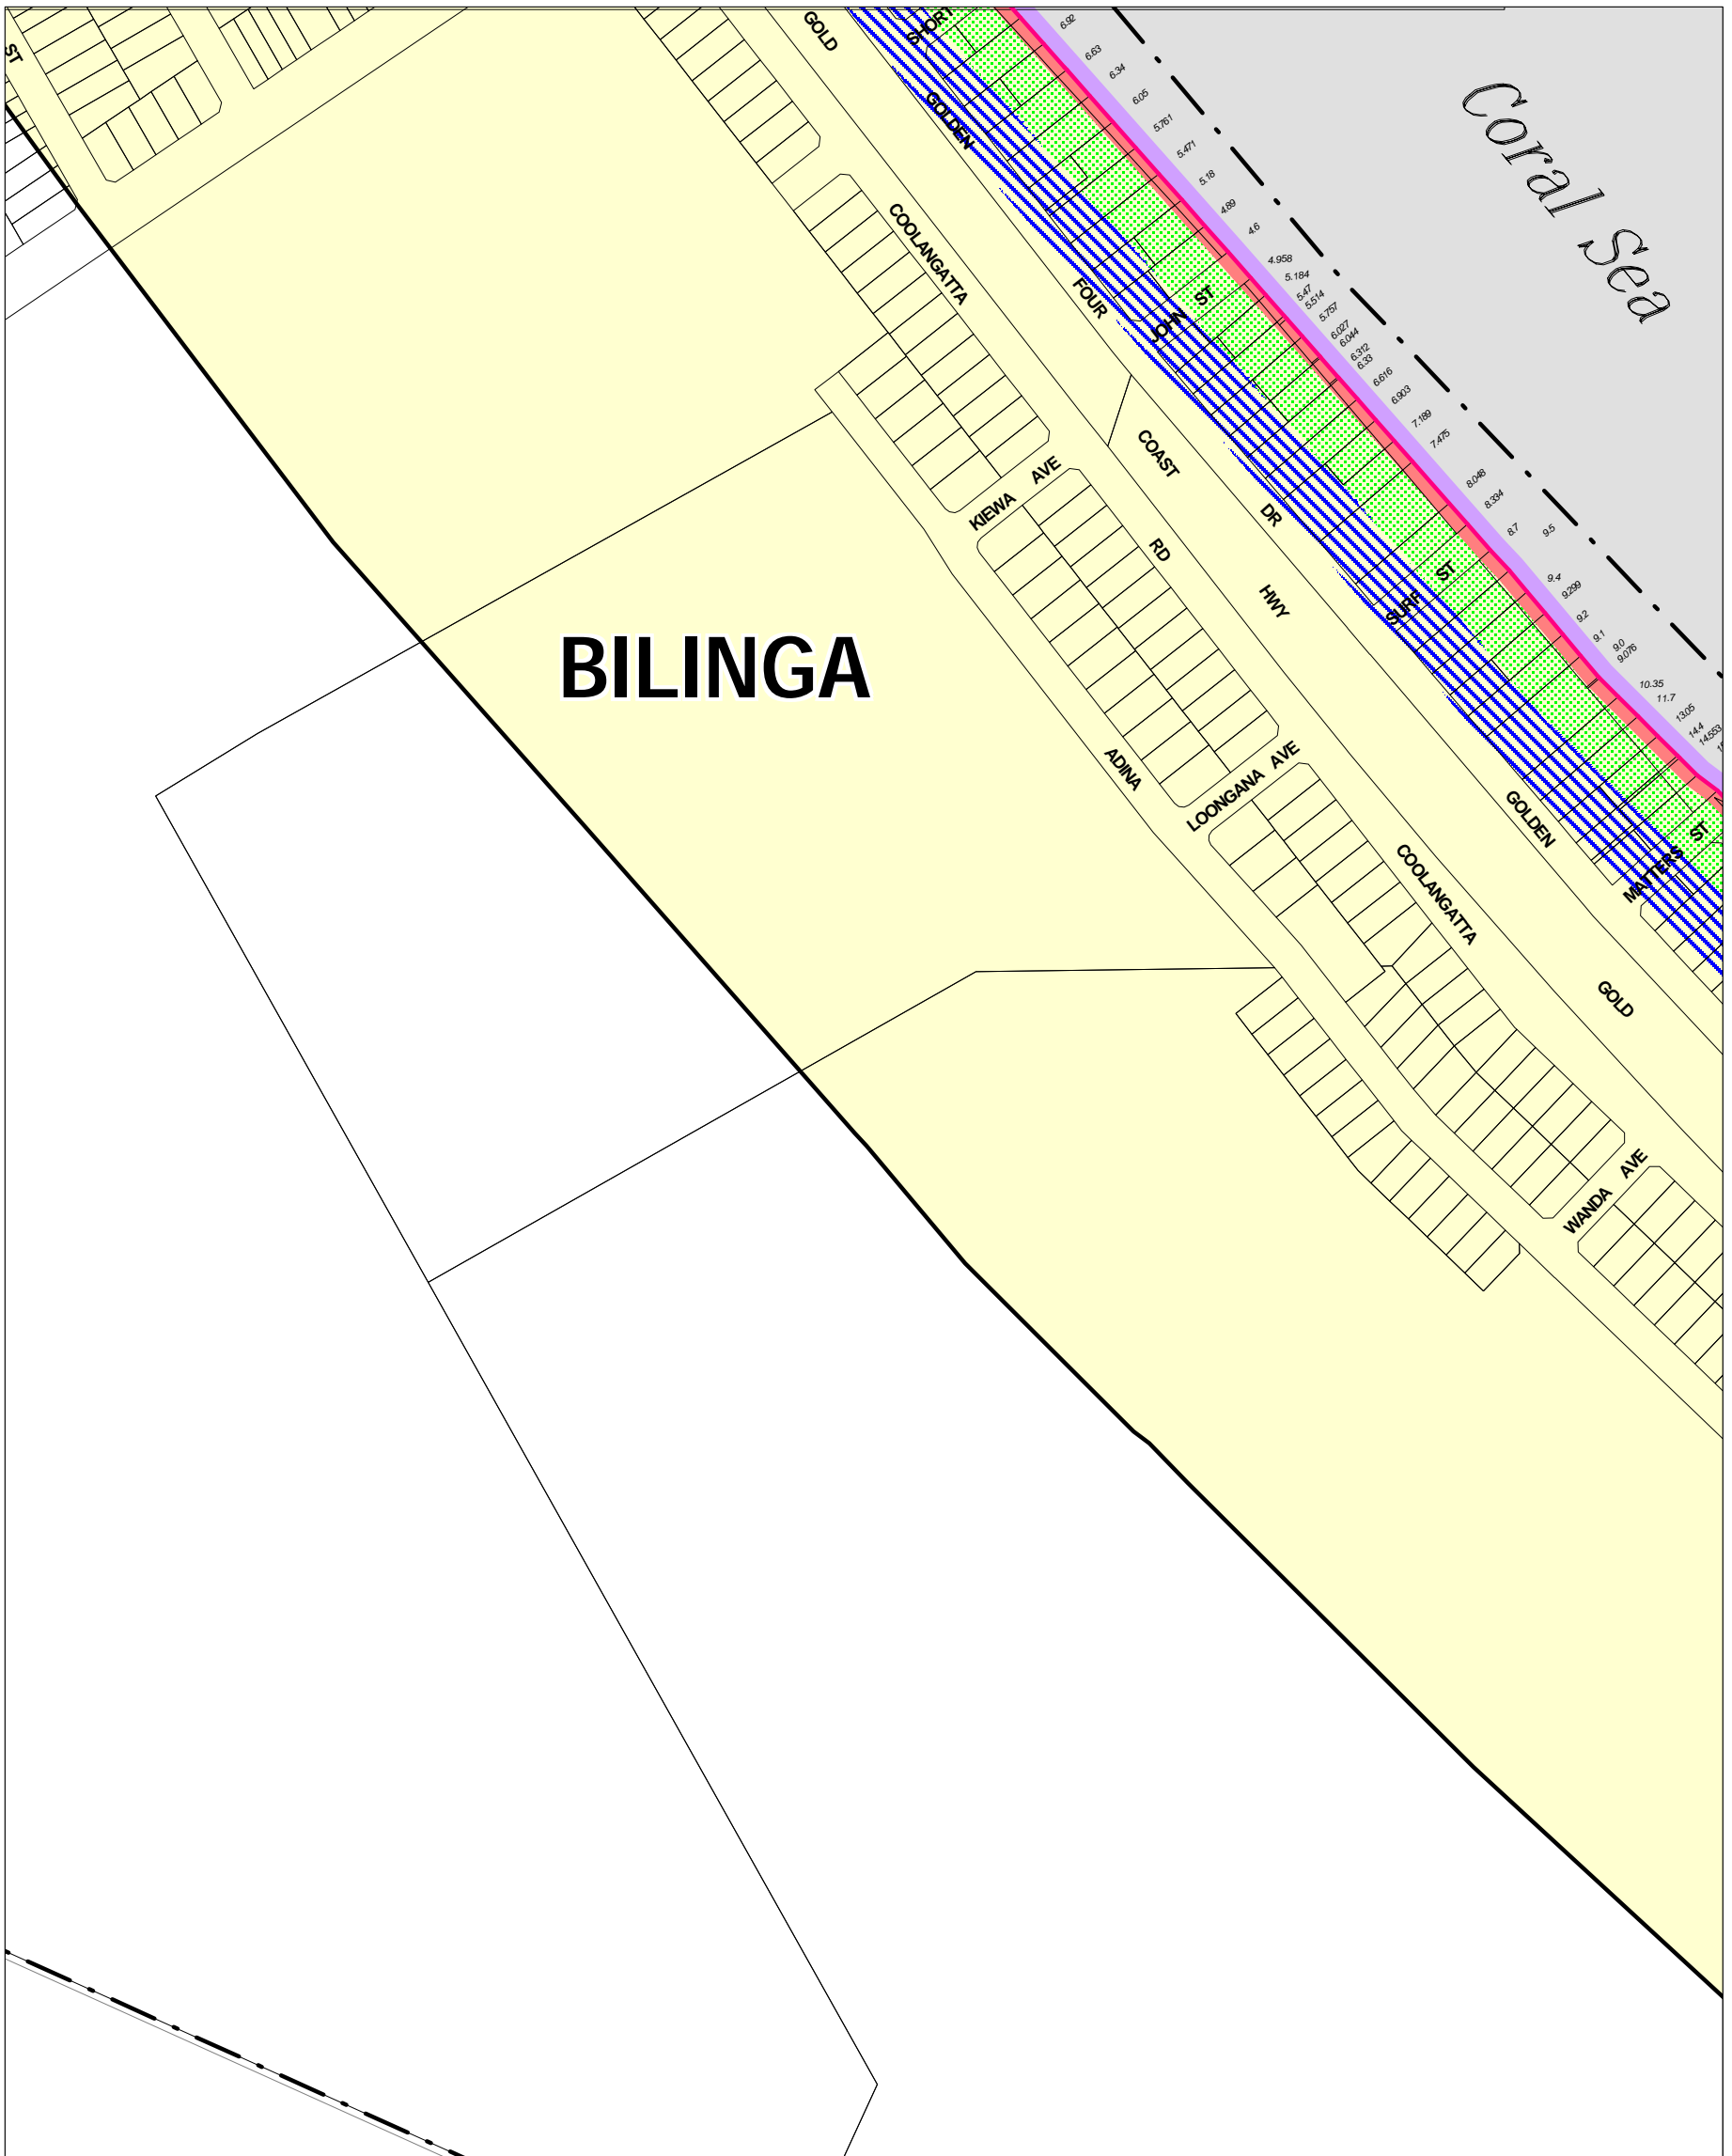 ST
GOLD
SHORT
6.92
6.63
6.34
6.05
5.761
5.471
5.18
4.89
4.6
4.958
5.184
5.47
5.514
5.757
6.027
6.044
6.312
6.33
6.616
6.903
7.189
7.475
8.048
8.334
8.7
9.5
9.4
9.299
9.2
9.1
9.0
9.076
10.35
11.7
13.05
14.4
14.553
Coral Sea
GOLDEN
COOLANGATTA
FOUR
JOHN ST
COAST
KIEWA AVE
DR
RD
HWY
SURF ST
BILINGA
ADINA
LOONGANA AVE
GOLDEN
MATTERS ST
COOLANGATTA
GOLD
WANDA AVE